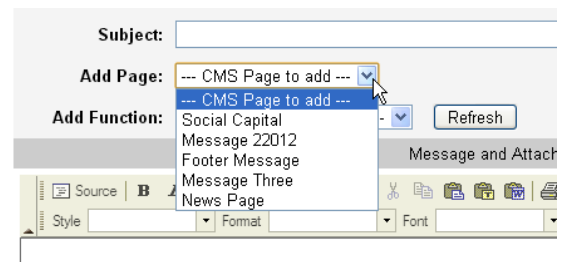 Subject:
Add Page: --- CMS Page to add ---
--- CMS Page to add ---
Add Function: Social Capital - Refresh
Message 22012
Footer Message Message and Attach
Message Three
News Page
Source B
Style Format Font